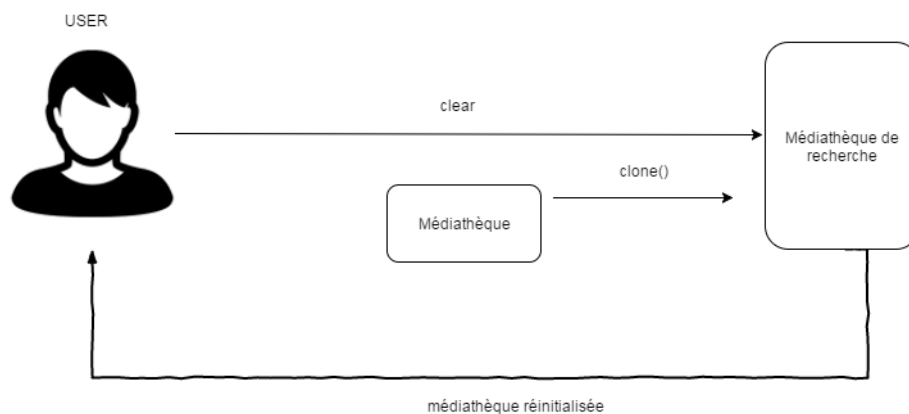 USER
clear
Médiathèque de
recherche
clone()
Médiathèque
médiathèque réinitialisée